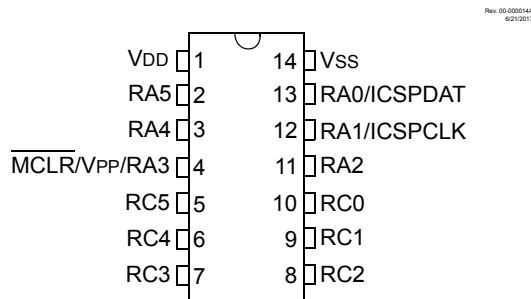 Rev. 00-000014A
6/21/2017
VDD 1 14 VSS
RA5 2 13 RA0/ICSPDAT
RA4 3 12 RA1/ICSPCLK
MCLR/VPP/RA3 4 11 RA2
RC5 5 10 RC0
RC4 6 9 RC1
RC3 7 8 RC2